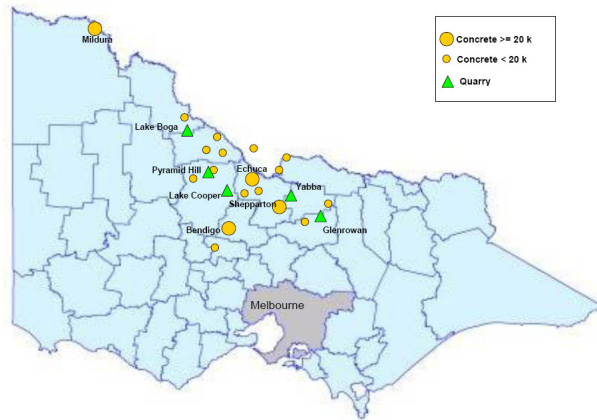 Mildura
Concrete >= 20 k
Concrete < 20 k
Quarry
Lake Boga
Pyramid Hill
Echuca
Lake Cooper
Yabba
Shepparton
Bendigo
Glenrowan
Melbourne